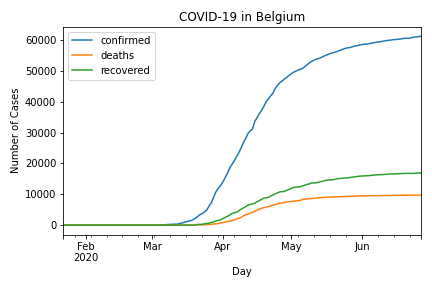 COVID-19 in Belgium
confirmed
deaths
recovered
Number of Cases
60000
50000
40000
30000
20000
10000
0
Feb Mar Apr May Jun
2020
Day